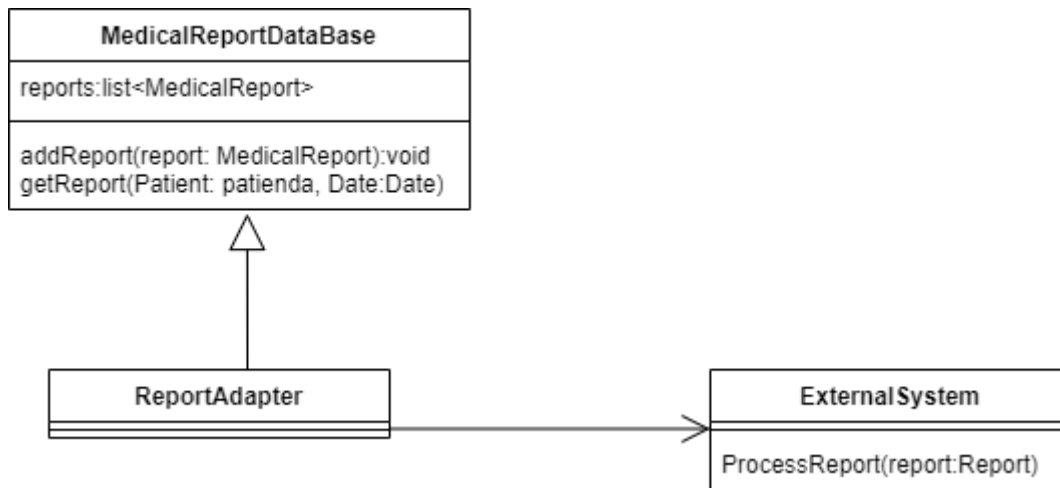 MedicalReportDataBase
reports:list<MedicalReport>
addReport(report: MedicalReport):void
getReport(Patient: patienda, Date:Date)
ReportAdapter
ExternalSystem
ProcessReport(report:Report)